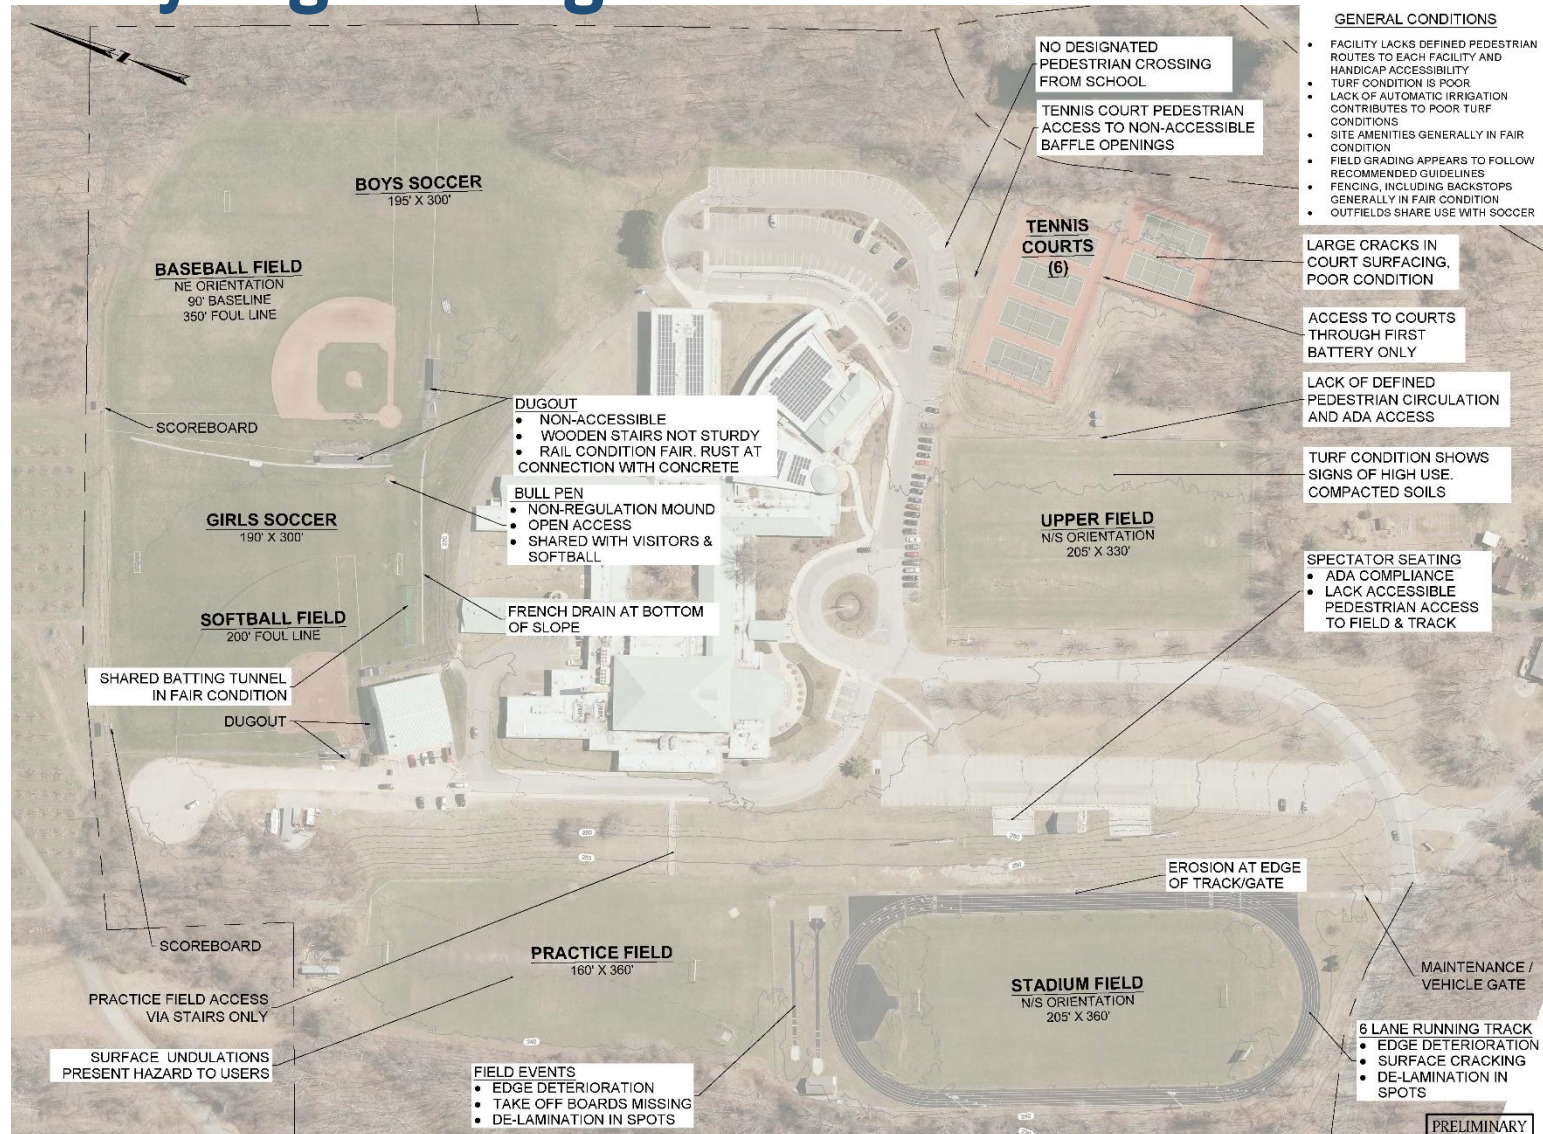 GENERAL CONDITIONS
• FACILITY LACKS DEFINED PEDESTRIAN
ROUTES TO EACH FACILITY AND
HANDICAP ACCESSIBILITY
• TURF CONDITION IS POOR
• LACK OF AUTOMATIC IRRIGATION
CONTRIBUTES TO POOR TURF
CONDITIONS
• SITE AMENITIES GENERALLY IN FAIR
CONDITION
• FIELD GRADING APPEARS TO FOLLOW
RECOMMENDED GUIDELINES
• FENCING, INCLUDING BACKSTOPS
GENERALLY IN FAIR CONDITION
• OUTFIELDS SHARE USE WITH SOCCER
NO DESIGNATED
PEDESTRIAN CROSSING
FROM SCHOOL
TENNIS COURT PEDESTRIAN
ACCESS TO NON-ACCESSIBLE
BAFFLE OPENINGS
BOYS SOCCER
195' X 300'
TENNIS
COURTS
(6)
LARGE CRACKS IN
COURT SURFACING,
POOR CONDITION
BASEBALL FIELD
NE ORIENTATION
90' BASELINE
350' FOUL LINE
ACCESS TO COURTS
THROUGH FIRST
BATTERY ONLY
SCOREBOARD
DUGOUT
• NON-ACCESSIBLE
• WOODEN STAIRS NOT STURDY
• RAIL CONDITION FAIR. RUST AT
CONNECTION WITH CONCRETE
LACK OF DEFINED
PEDESTRIAN CIRCULATION
AND ADA ACCESS
TURF CONDITION SHOWS
SIGNS OF HIGH USE.
COMPACTED SOILS
BULL PEN
• NON-REGULATION MOUND
• OPEN ACCESS
• SHARED WITH VISITORS &
SOFTBALL
GIRLS SOCCER
190' X 300'
UPPER FIELD
N/S ORIENTATION
205' X 330'
SPECTATOR SEATING
• ADA COMPLIANCE
• LACK ACCESSIBLE
PEDESTRIAN ACCESS
TO FIELD & TRACK
FRENCH DRAIN AT BOTTOM
OF SLOPE
SOFTBALL FIELD
200' FOUL LINE
SHARED BATTING TUNNEL
IN FAIR CONDITION
DUGOUT
EROSION AT EDGE
OF TRACK/GATE
SCOREBOARD
PRACTICE FIELD
160' X 360'
STADIUM FIELD
N/S ORIENTATION
205' X 360'
MAINTENANCE /
VEHICLE GATE
PRACTICE FIELD ACCESS
VIA STAIRS ONLY
SURFACE UNDULATIONS
PRESENT HAZARD TO USERS
FIELD EVENTS
• EDGE DETERIORATION
• TAKE OFF BOARDS MISSING
• DE-LAMINATION IN SPOTS
6 LANE RUNNING TRACK
• EDGE DETERIORATION
• SURFACE CRACKING
• DE-LAMINATION IN
SPOTS
PRELIMINARY